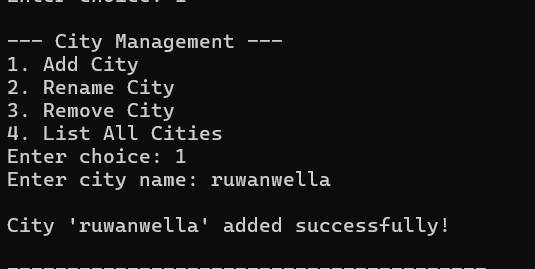 Enter choice: 1
--- City Management ---
1. Add City
2. Rename City
3. Remove City
4. List All Cities
Enter choice: 1
Enter city name: ruwanwella
City 'ruwanwella' added successfully!
----------------------------------------